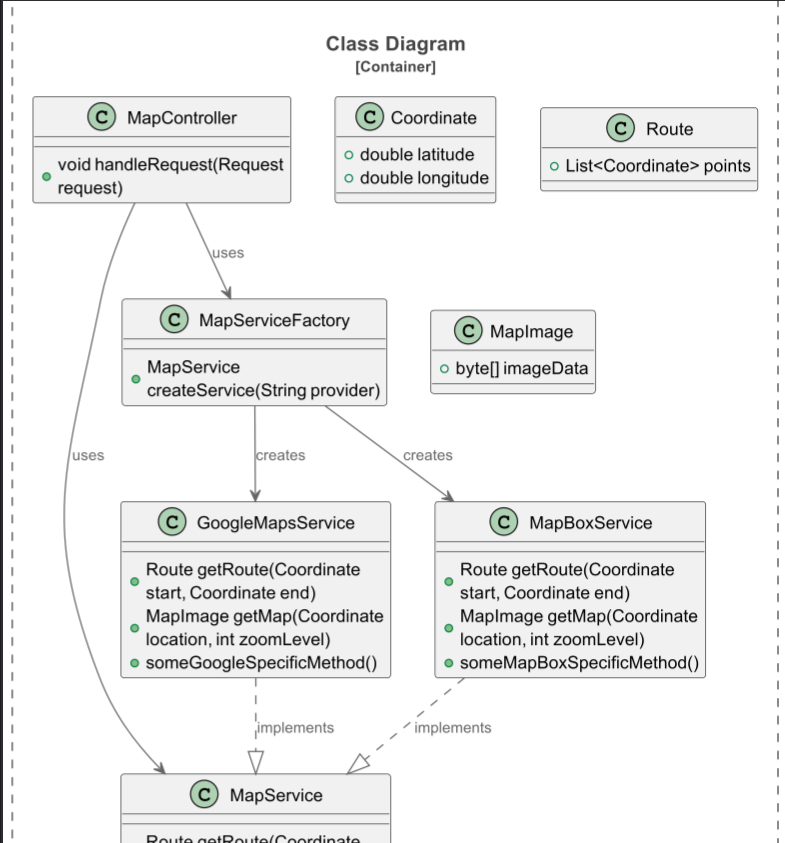 Class Diagram
[Container]
C MapController
void handleRequest(Request
request)
C Coordinate
double latitude
double longitude
C Route
List<Coordinate> points
uses
C MapServiceFactory
MapService
createService(String provider)
C MapImage
byte[] imageData
uses
creates
creates
C GoogleMapsService
Route getRoute(Coordinate
start, Coordinate end)
MapImage getMap(Coordinate
location, int zoomLevel)
someGoogleSpecificMethod()
C MapBoxService
Route getRoute(Coordinate
start, Coordinate end)
MapImage getMap(Coordinate
location, int zoomLevel)
someMapBoxSpecificMethod()
implements
implements
C MapService
Route getRoute(Coordinate